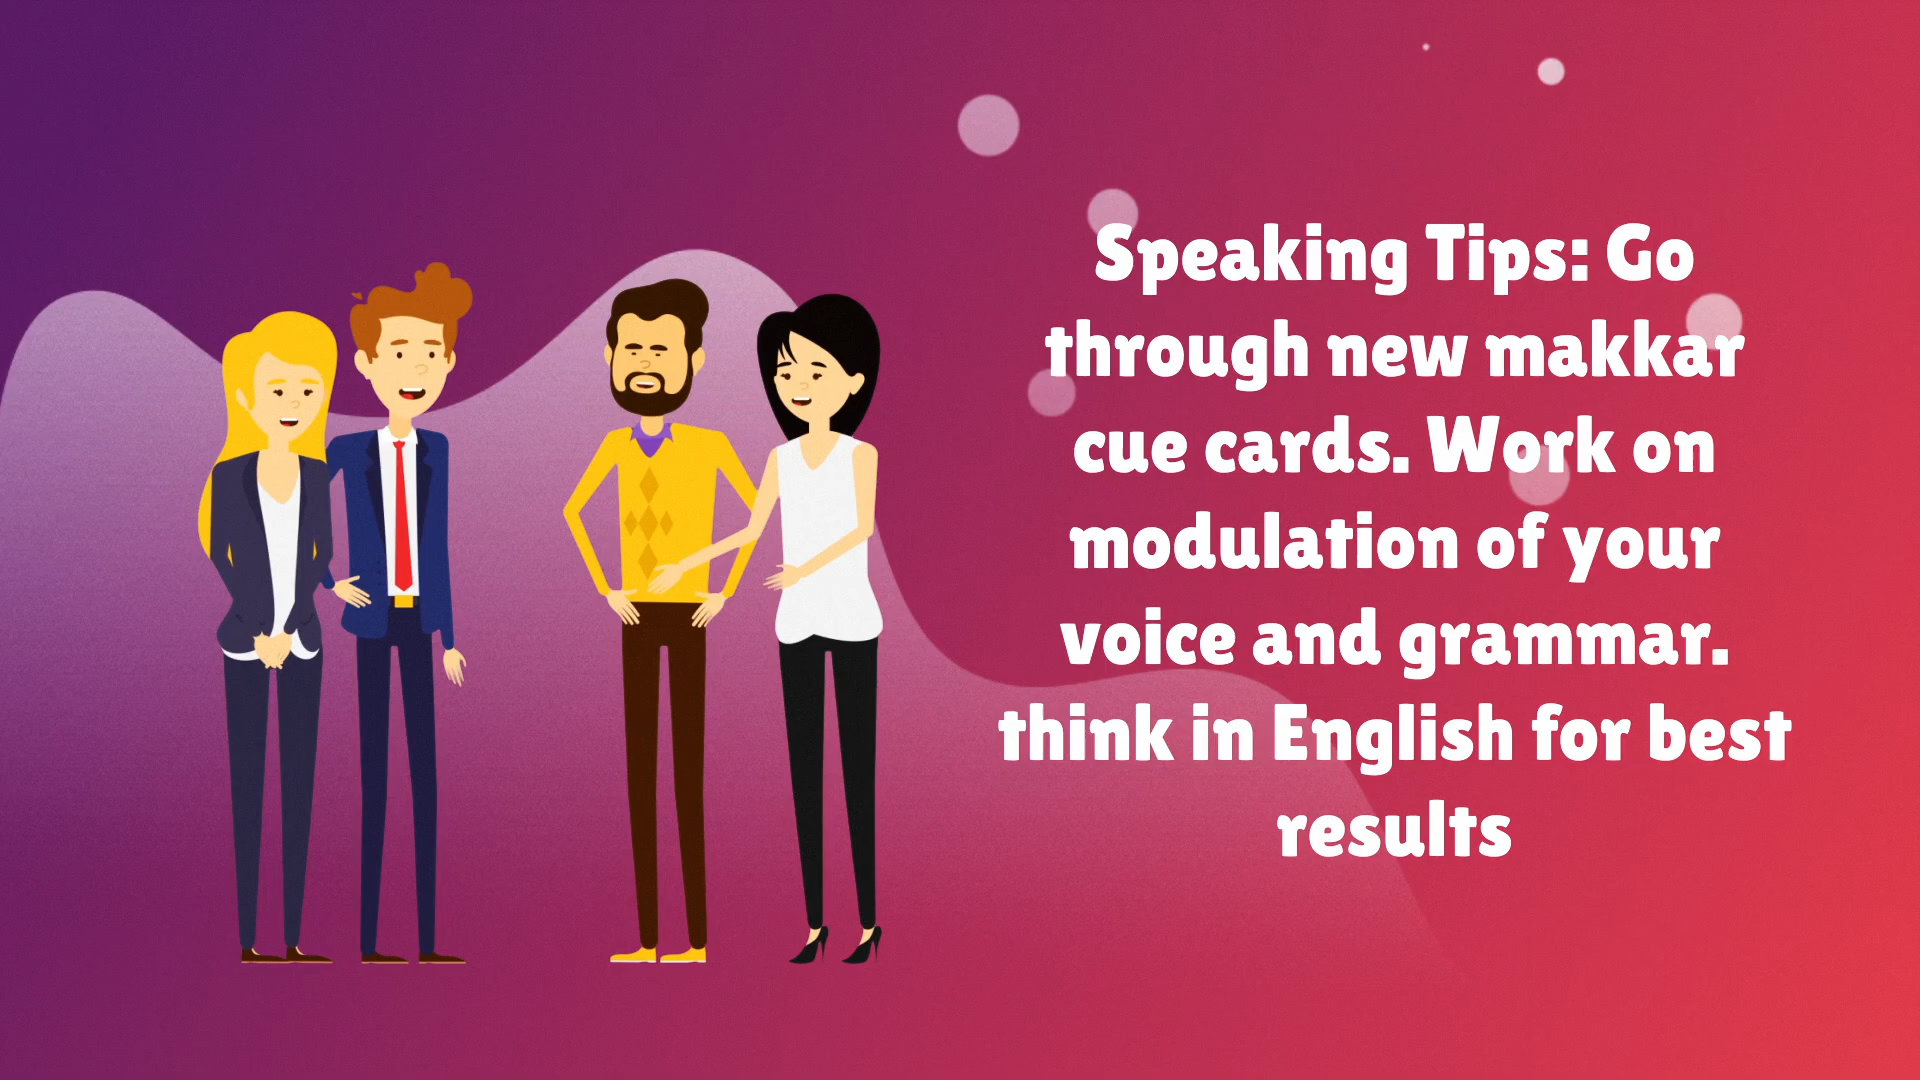 Speaking Tips: Go
through new makkar
cue cards. Work on
modulation of your
voice and grammar.
think in English for best
results